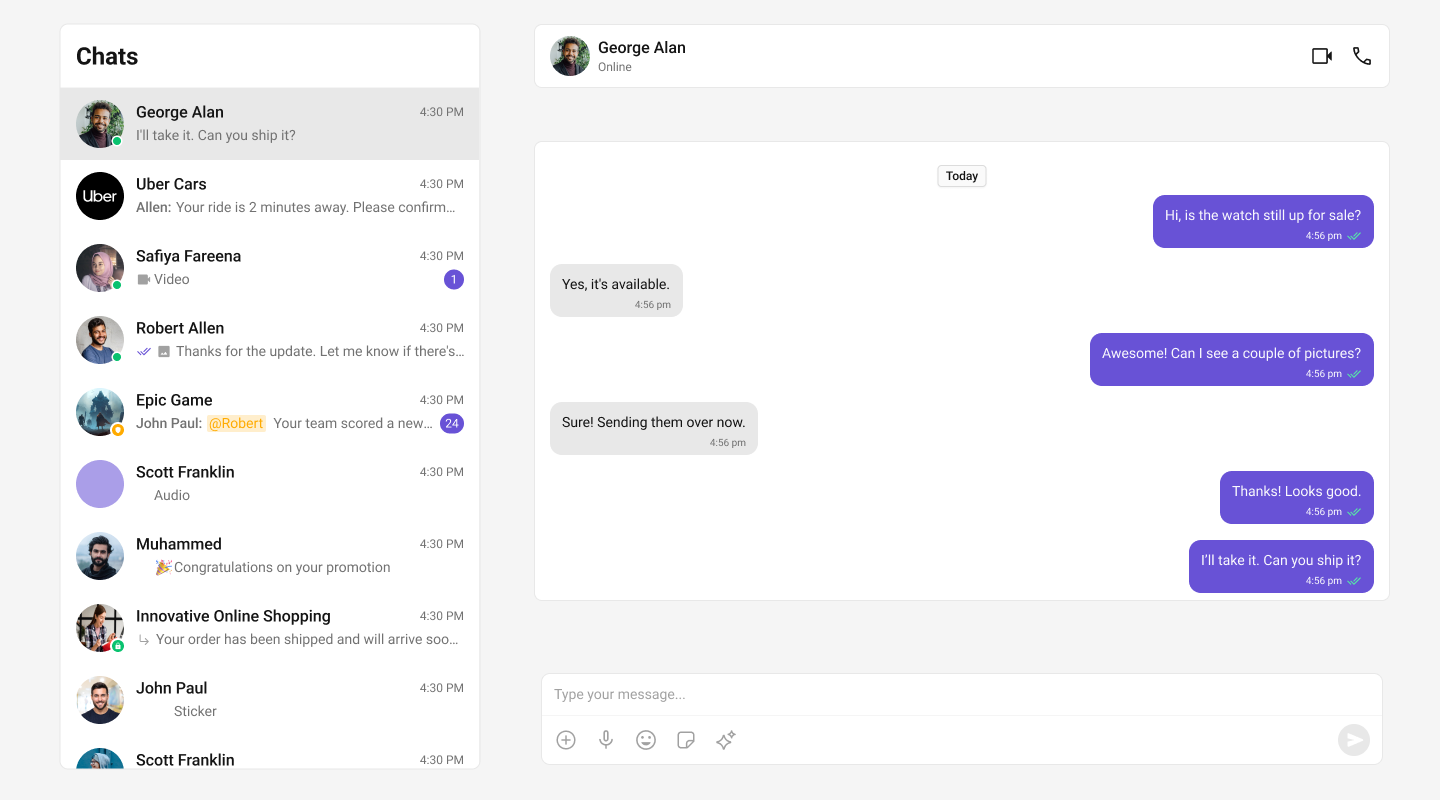 Chats
George Alan
4:30 PM
I'll take it. Can you ship it?
Uber
Uber Cars
4:30 PM
Allen: Your ride is 2 minutes away. Please confirm...
Safiya Fareena
4:30 PM
Video
1
Robert Allen
4:30 PM
Thanks for the update. Let me know if there's...
Epic Game
4:30 PM
John Paul: @Robert Your team scored a new...
24
Scott Franklin
4:30 PM
Audio
Muhammed
4:30 PM
🎉Congratulations on your promotion
Innovative Online Shopping
4:30 PM
Your order has been shipped and will arrive soo...
John Paul
4:30 PM
Sticker
Scott Franklin
4:30 PM
George Alan
Online
Today
Hi, is the watch still up for sale?
4:56 pm
Yes, it's available.
4:56 pm
Awesome! Can I see a couple of pictures?
4:56 pm
Sure! Sending them over now.
4:56 pm
Thanks! Looks good.
4:56 pm
I'll take it. Can you ship it?
4:56 pm
Type your message...